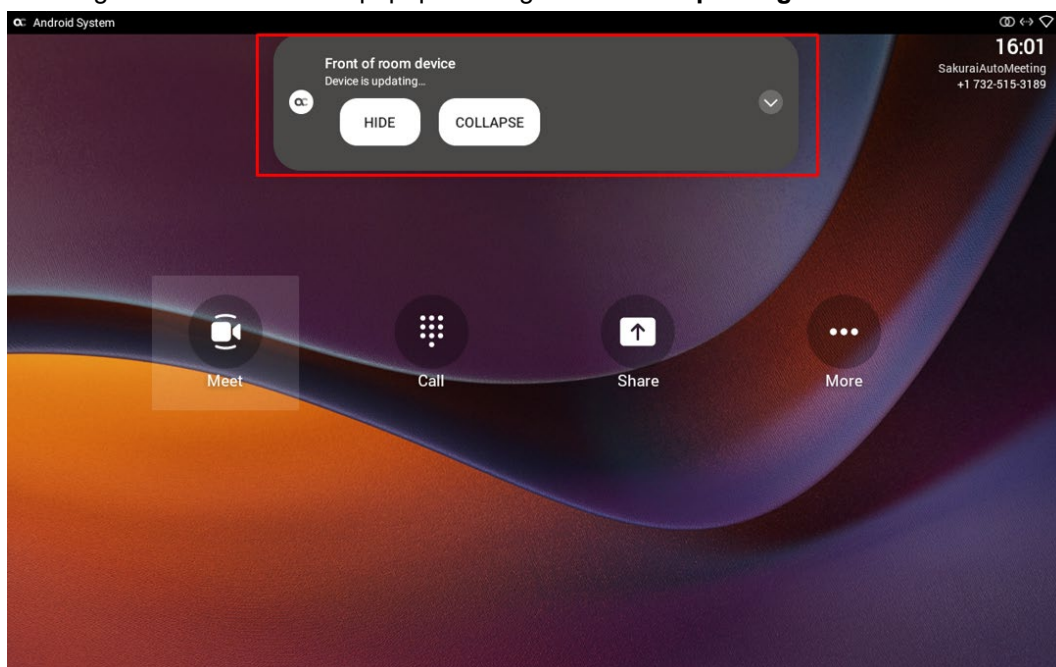 Android System
16:01
SakuraiAutoMeeting
+1 732-515-3189
Front of room device
Device is updating...
HIDE
COLLAPSE
Meet
Call
Share
More